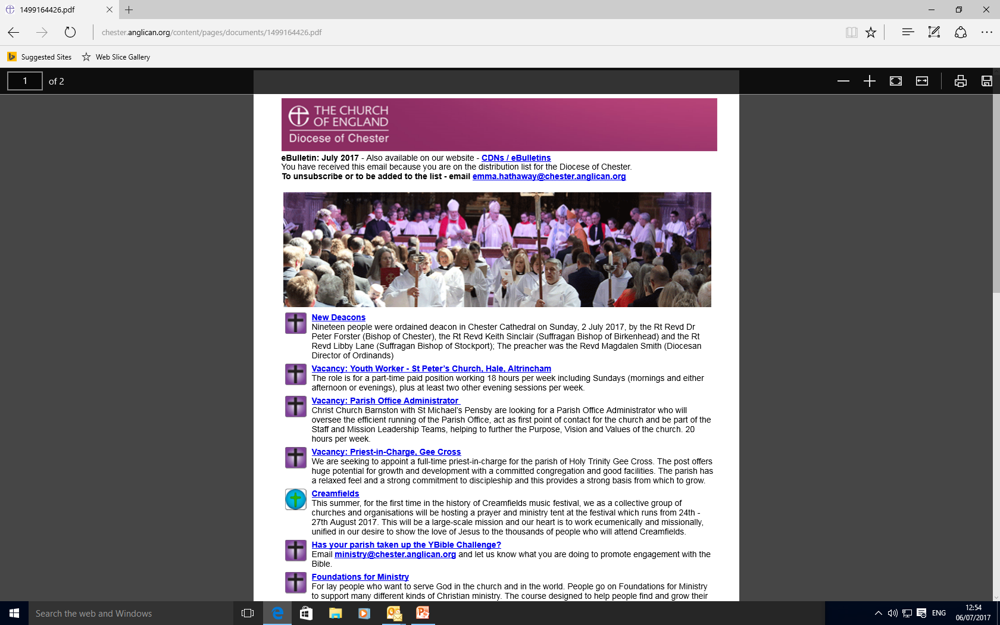 1499164426.pdf
chester.anglican.org/content/pages/documents/1499164426.pdf
Suggested Sites
Web Slice Gallery
1 of 2
THE CHURCH
OF ENGLAND
Diocese of Chester
eBulletin: July 2017 - Also available on our website - CDNs / eBulletins
You have received this email because you are on the distribution list for the Diocese of Chester.
To unsubscribe or to be added to the list - email emma.hathaway@chester.anglican.org
New Deacons
Nineteen people were ordained deacon in Chester Cathedral on Sunday, 2 July 2017, by the Rt Revd Dr
Peter Forster (Bishop of Chester), the Rt Revd Keith Sinclair (Suffragan Bishop of Birkenhead) and the Rt
Revd Libby Lane (Suffragan Bishop of Stockport); The preacher was the Revd Magdalen Smith (Diocesan
Director of Ordinands)
Vacancy: Youth Worker - St Peter’s Church, Hale, Altrincham
The role is for a part-time paid position working 18 hours per week including Sundays (mornings and either
afternoon or evenings), plus at least two other evening sessions per week.
Vacancy: Parish Office Administrator
Christ Church Barnston with St Michael’s Pensby are looking for a Parish Office Administrator who will
oversee the efficient running of the Parish Office, act as first point of contact for the church and be part of the
Staff and Mission Leadership Teams, helping to further the Purpose, Vision and Values of the church. 20
hours per week.
Vacancy: Priest-in-Charge, Gee Cross
We are seeking to appoint a full-time priest-in-charge for the parish of Holy Trinity Gee Cross. The post offers
huge potential for growth and development with a committed congregation and good facilities. The parish has
a relaxed feel and a strong commitment to discipleship and this provides a strong basis from which to grow.
Creamfields
This summer, for the first time in the history of Creamfields music festival, we as a collective group of
churches and organisations will be hosting a prayer and ministry tent at the festival which runs from 24th -
27th August 2017. This will be a large-scale mission and our heart is to work ecumenically and missionally,
unified in our desire to show the love of Jesus to the thousands of people who will attend Creamfields.
Has your parish taken up the YBible Challenge?
Email ministry@chester.anglican.org and let us know what you are doing to promote engagement with the
Bible.
Foundations for Ministry
For lay people who want to serve God in the church and in the world. People go on Foundations for Ministry
to support many different kinds of Christian ministry. The course designed to help people find and grow their
Search the web and Windows
ENG
12:54
06/07/2017